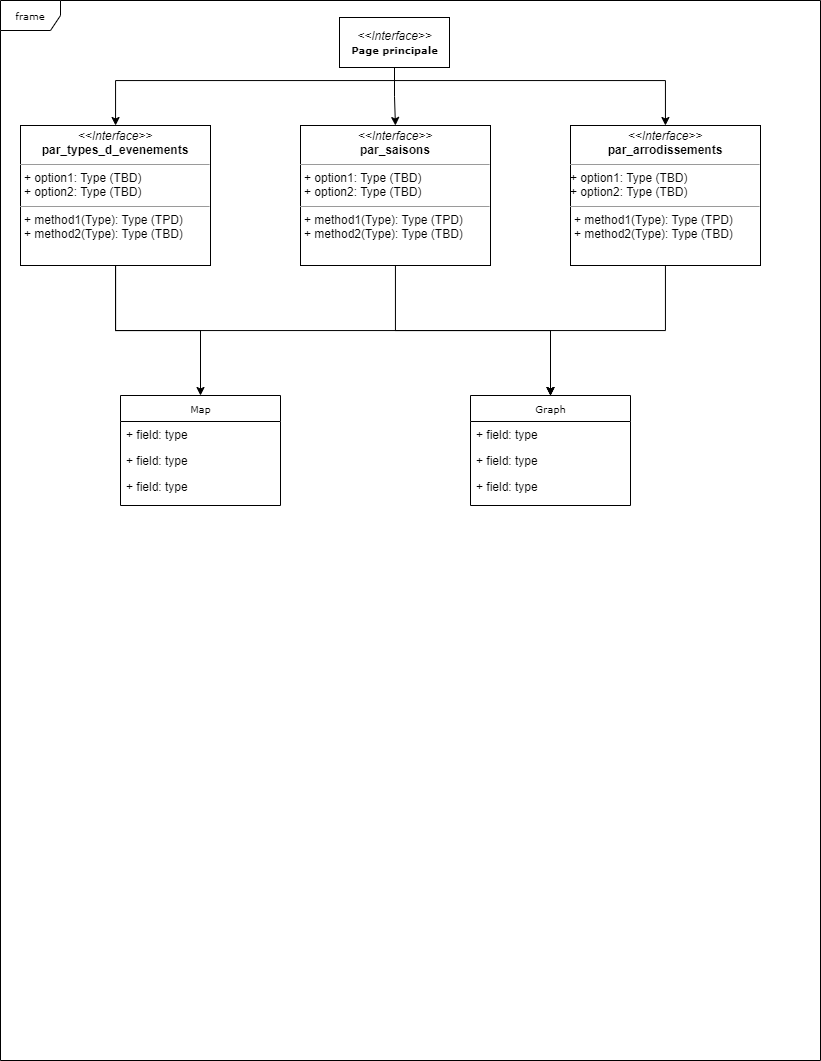 frame
<<Interface>>
Page principale
<<Interface>>
par_types_d_evenements
+ option1: Type (TBD)
+ option2: Type (TBD)
+ method1(Type): Type (TPD)
+ method2(Type): Type (TBD)
<<Interface>>
par_saisons
+ option1: Type (TBD)
+ option2: Type (TBD)
+ method1(Type): Type (TPD)
+ method2(Type): Type (TBD)
<<Interface>>
par_arrodissements
+ option1: Type (TBD)
+ option2: Type (TBD)
+ method1(Type): Type (TPD)
+ method2(Type): Type (TBD)
Map
+ field: type
+ field: type
+ field: type
Graph
+ field: type
+ field: type
+ field: type